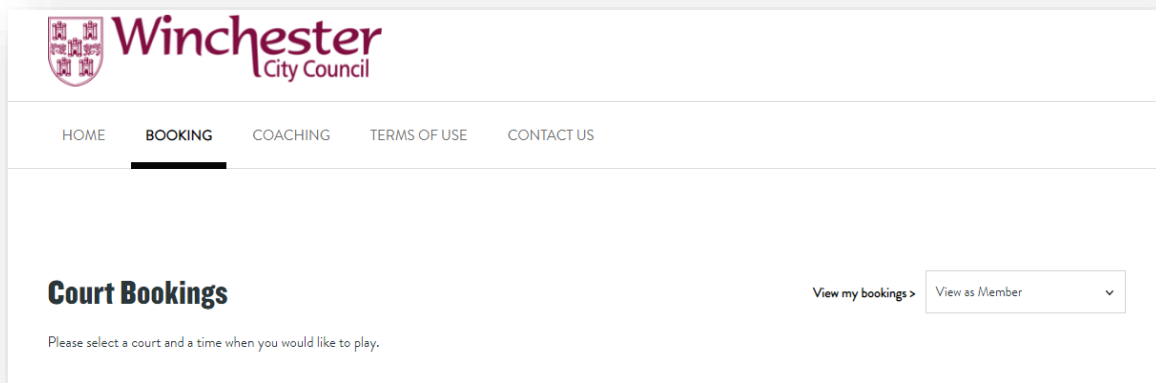 Winchester
City Council
HOME BOOKING COACHING TERMS OF USE CONTACT US
Court Bookings
View my bookings > View as Member
Please select a court and a time when you would like to play.